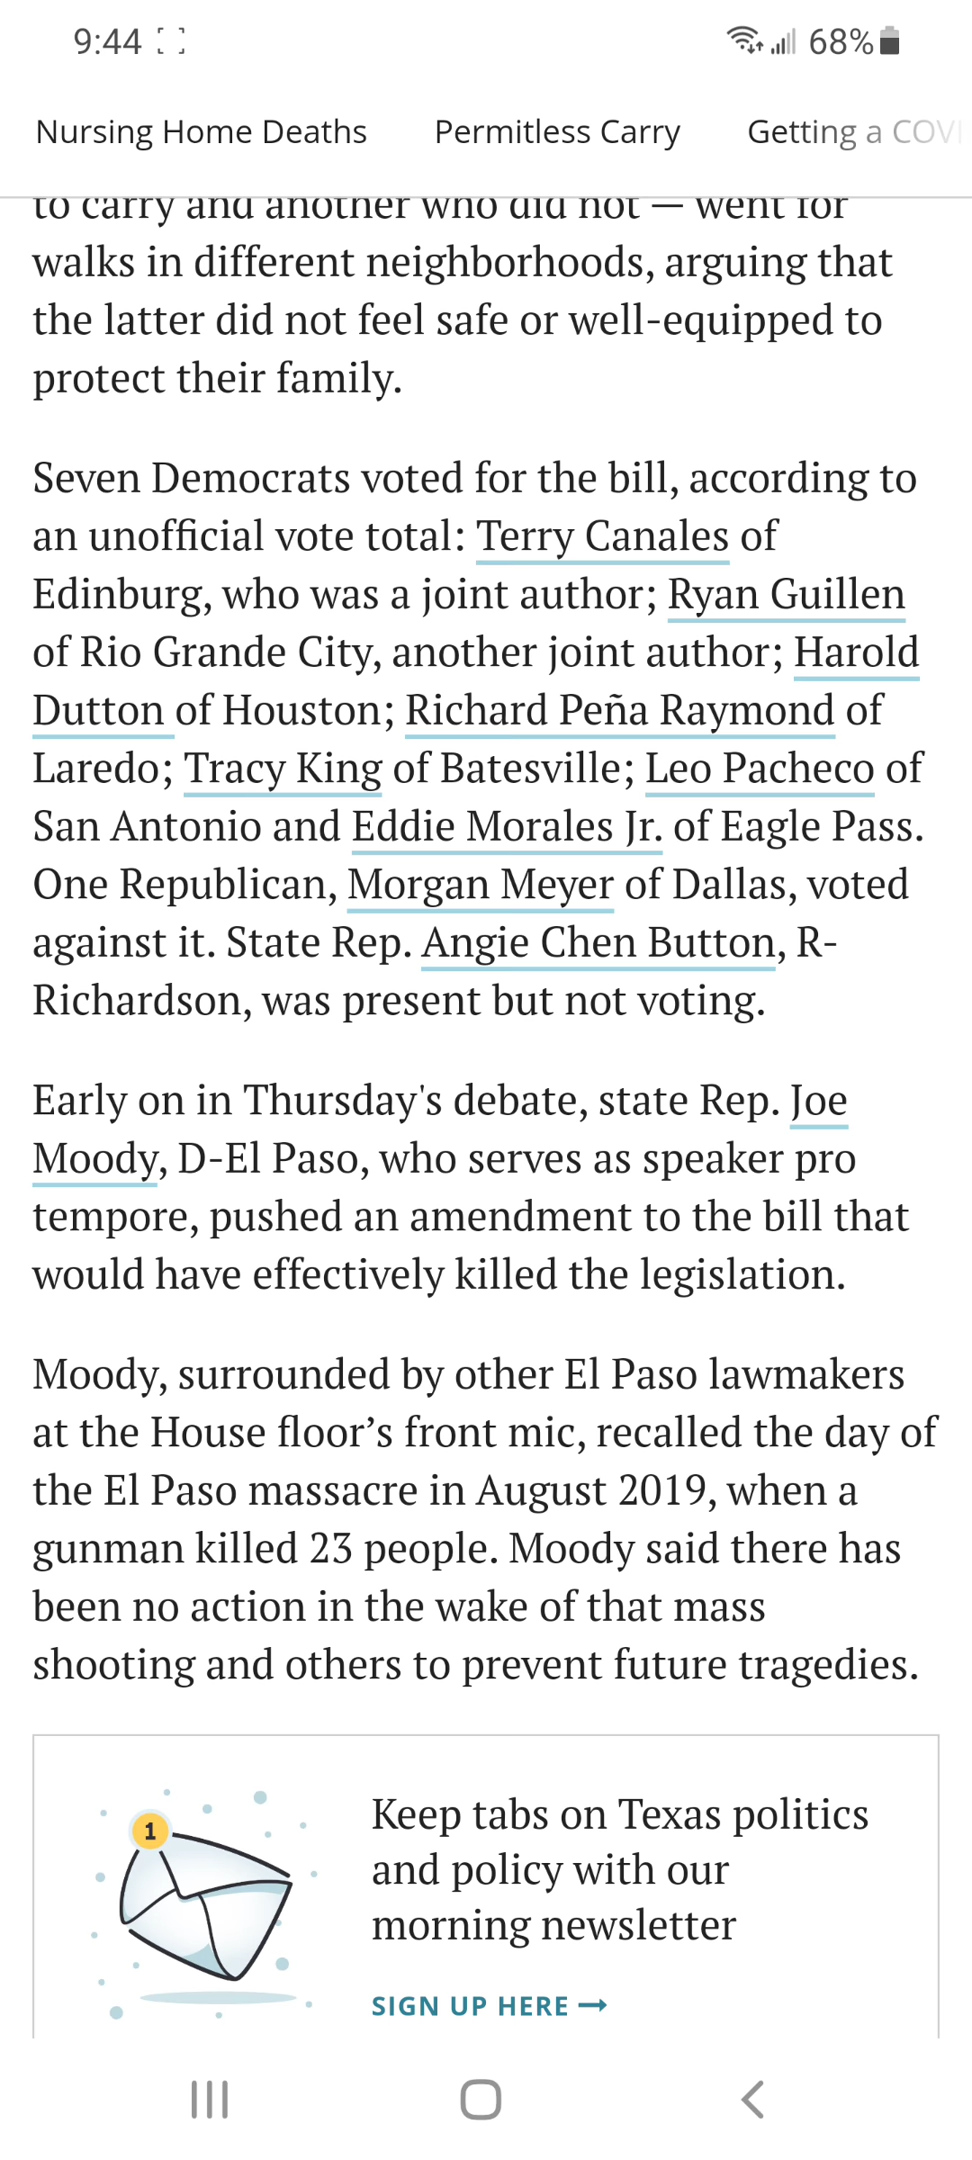 9:44
68%
Nursing Home Deaths Permitless Carry Getting a COVI
to carry and another who did not — went for
walks in different neighborhoods, arguing that
the latter did not feel safe or well-equipped to
protect their family.
Seven Democrats voted for the bill, according to
an unofficial vote total: Terry Canales of
Edinburg, who was a joint author; Ryan Guillen
of Rio Grande City, another joint author; Harold
Dutton of Houston; Richard Peña Raymond of
Laredo; Tracy King of Batesville; Leo Pacheco of
San Antonio and Eddie Morales Jr. of Eagle Pass.
One Republican, Morgan Meyer of Dallas, voted
against it. State Rep. Angie Chen Button, R-
Richardson, was present but not voting.
Early on in Thursday's debate, state Rep. Joe
Moody, D-El Paso, who serves as speaker pro
tempore, pushed an amendment to the bill that
would have effectively killed the legislation.
Moody, surrounded by other El Paso lawmakers
at the House floor’s front mic, recalled the day of
the El Paso massacre in August 2019, when a
gunman killed 23 people. Moody said there has
been no action in the wake of that mass
shooting and others to prevent future tragedies.
1
Keep tabs on Texas politics
and policy with our
morning newsletter
SIGN UP HERE →